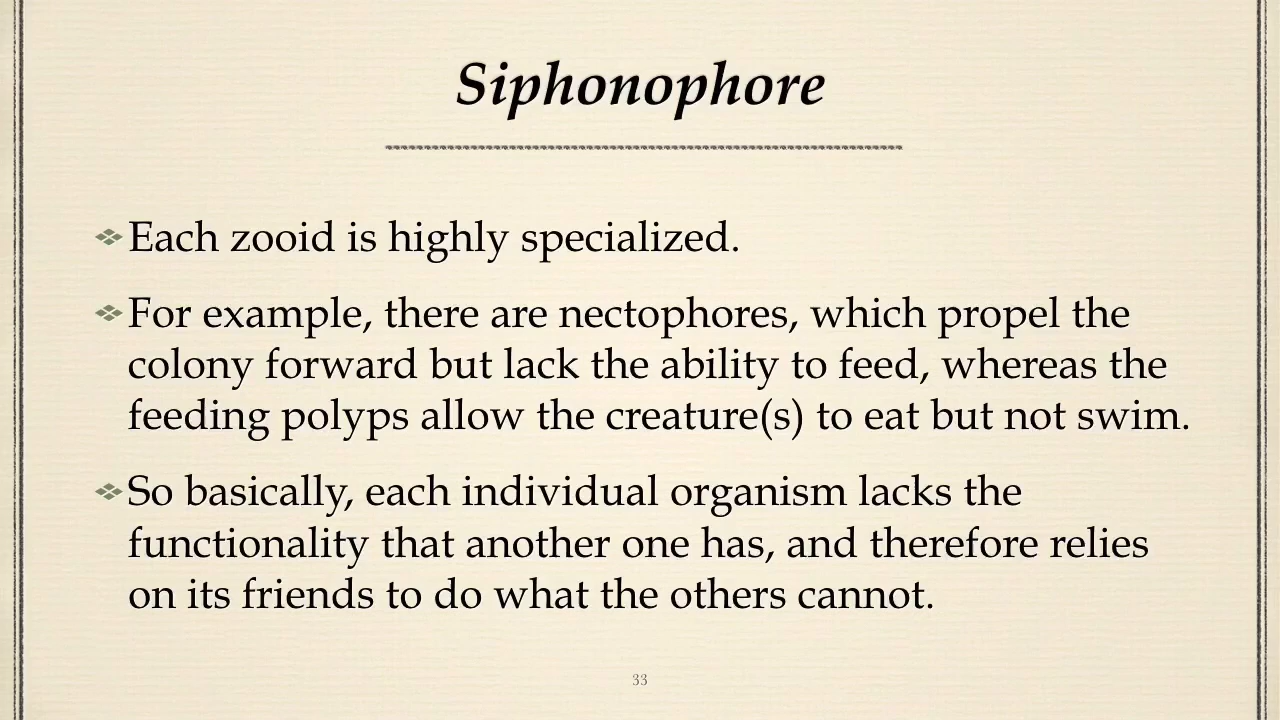 Siphonophore
Each zooid is highly specialized.
For example, there are nectophores, which propel the
colony forward but lack the ability to feed, whereas the
feeding polyps allow the creature(s) to eat but not swim.
So basically, each individual organism lacks the
functionality that another one has, and therefore relies
on its friends to do what the others cannot.
33